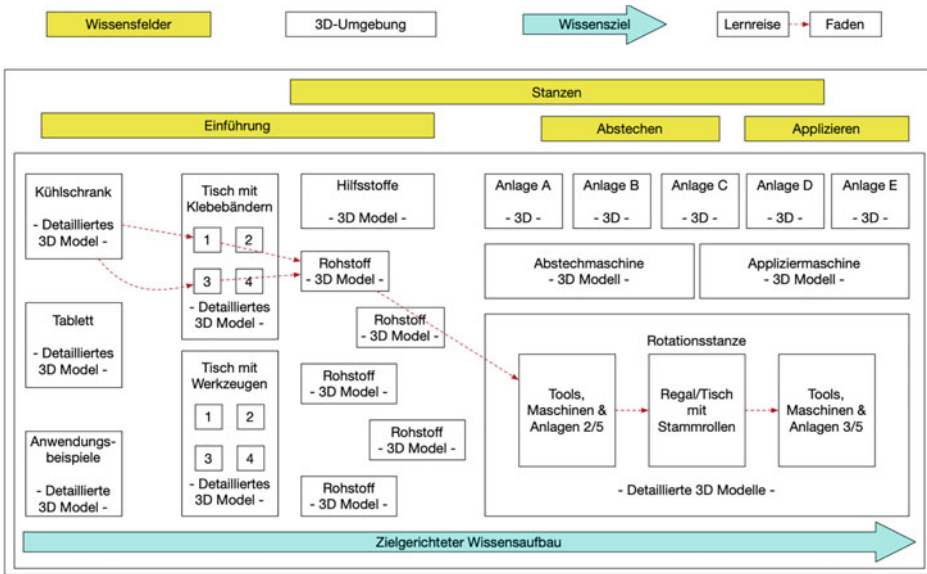 Wissensfelder
3D-Umgebung
Wissensziel
Lernreise
Faden
Stanzen
Einführung
Abstechen
Applizieren
Kühlschrank
- Detailliertes
3D Model -
Tablett
- Detailliertes
3D Model -
Anwendungs-
beispiele
- Detaillierte
3D Model -
Tisch mit
Klebebändern
1
2
3
4
- Detailliertes
3D Model -
Tisch mit
Werkzeugen
1
2
3
4
- Detailliertes
3D Model -
Hilfsstoffe
- 3D Model -
Rohstoff
- 3D Model -
Rohstoff
- 3D Model -
Rohstoff
- 3D Model -
Rohstoff
- 3D Model -
Rohstoff
- 3D Model -
Anlage A
- 3D -
Anlage B
- 3D -
Anlage C
- 3D -
Anlage D
- 3D -
Anlage E
- 3D -
Abstechmaschine
- 3D Modell -
Appliziermaschine
- 3D Modell -
Rotationsstanze
Tools,
Maschinen &
Anlagen 2/5
Regal/Tisch
mit
Stammrollen
Tools,
Maschinen &
Anlagen 3/5
- Detaillierte 3D Modelle -
Zielgerichteter Wissensaufbau